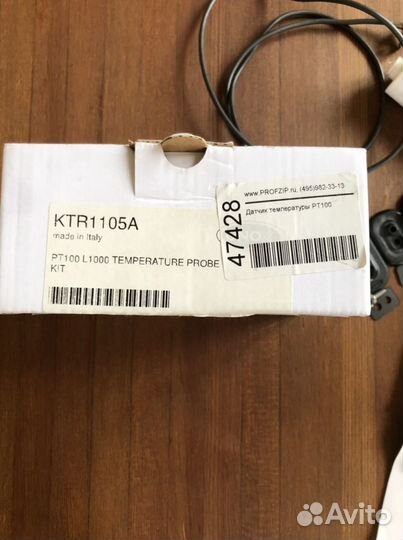 KTR1105A
made in Italy
PT100 L1000 TEMPERATURE PROBE
KIT
47428
www.PROFZIP.ru, (495)982-33-13
Датчик температуры PT100
Avito